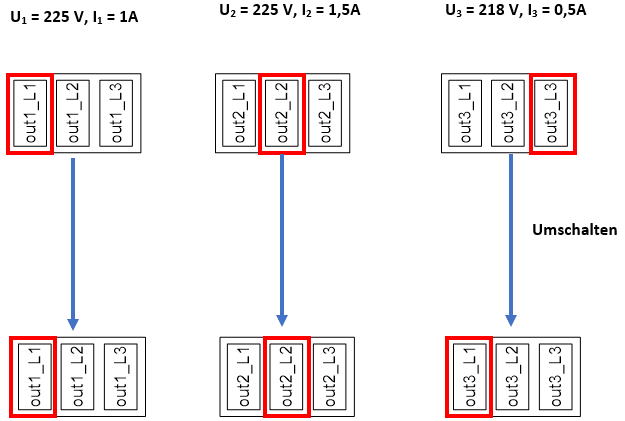 U₁ = 225 V, I₁ = 1A
U₂ = 225 V, I₂ = 1,5A
U₃ = 218 V, I₃ = 0,5A
out1_L1
out1_L2
out1_L3
out2_L1
out2_L2
out2_L3
out3_L1
out3_L2
out3_L3
Umschalten
out1_L1
out1_L2
out1_L3
out2_L1
out2_L2
out2_L3
out3_L1
out3_L2
out3_L3